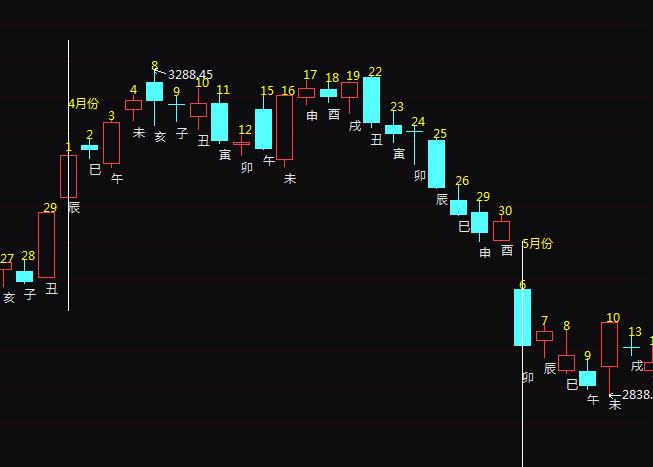 27
亥
28
子
29
丑
4月份
1
辰
2
巳
3
午
4
未
8
3288.45
亥
9
子
10
丑
11
寅
12
卯
15
午
16
未
17
申
18
酉
19
戌
22
丑
23
寅
24
卯
25
辰
26
巳
29
申
30
酉
5月份
6
卯
7
辰
8
巳
9
午
10
未
2838.
13
戌